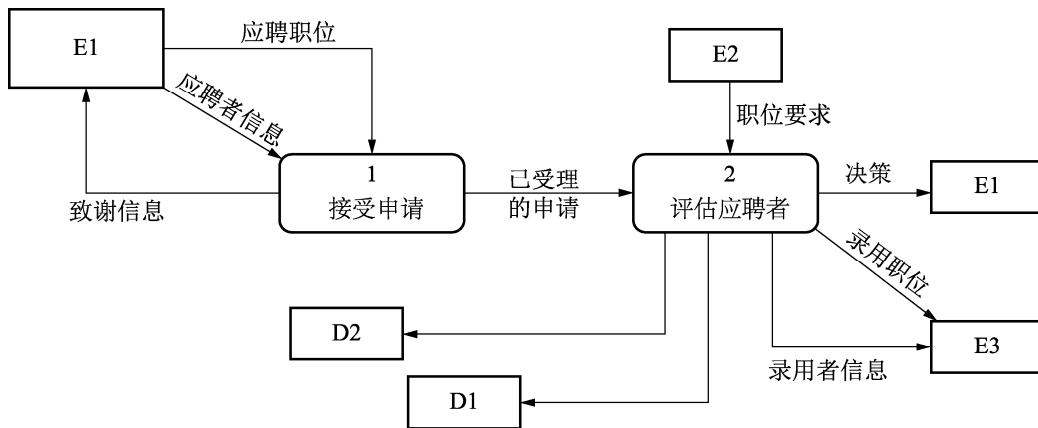 E1
应聘职位
应聘者信息
致谢信息
1
接受申请
已受理
的申请
E2
职位要求
2
评估应聘者
决策
E1
录用职位
E3
录用者信息
D2
D1